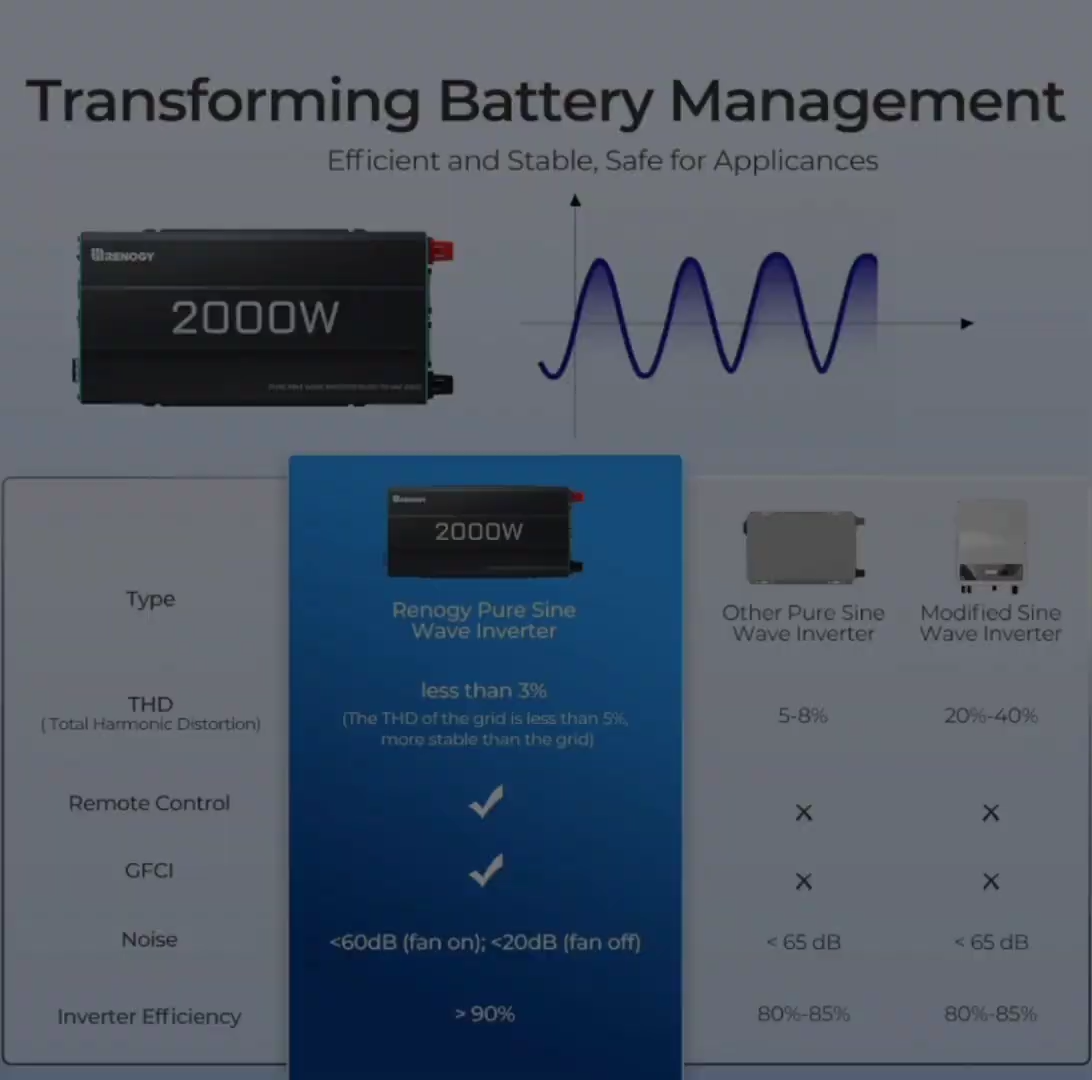 Transforming Battery Management
Efficient and Stable, Safe for Applicances
RENOGY
2000W
RENOGY
2000W
Type
Renogy Pure Sine
Wave Inverter
Other Pure Sine
Wave Inverter
Modified Sine
Wave Inverter
THD
( Total Harmonic Distortion)
less than 3%
(The THD of the grid is less than 5%,
more stable than the grid)
5-8%
20%-40%
Remote Control
GFCI
Noise
<60dB (fan on); <20dB (fan off)
< 65 dB
< 65 dB
Inverter Efficiency
> 90%
80%-85%
80%-85%